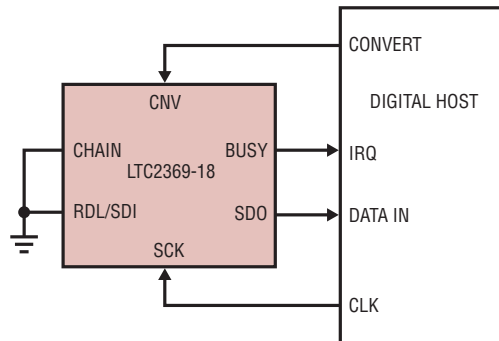 CONVERT
CNV
DIGITAL HOST
CHAIN
BUSY
IRQ
LTC2369-18
RDL/SDI
SDO
DATA IN
SCK
CLK